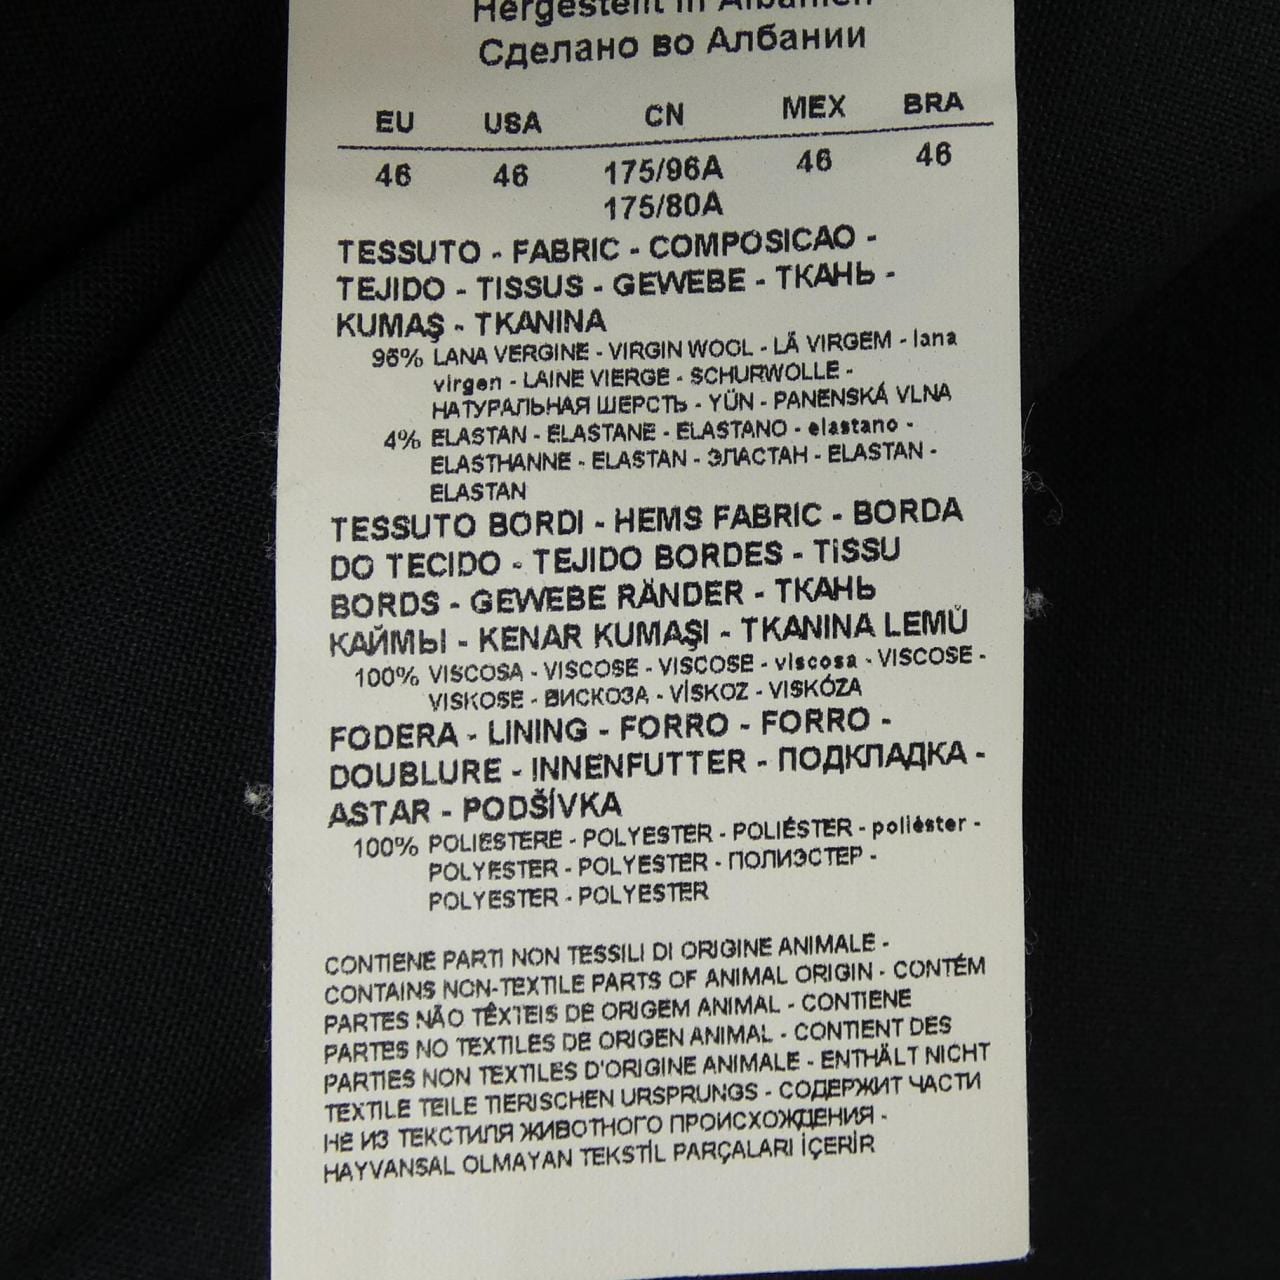 Hergestellt in Albanien
Сделано во Албании
EU USA CN MEX BRA
46 46 175/96A 46 46
175/80A
TESSUTO - FABRIC - COMPOSICAO -
TEJIDO - TISSUS - GEWEBE - ТКАНЬ -
KUMAŞ - TKANINA
96% LANA VERGINE - VIRGIN WOOL - LÃ VIRGEM - lana
virgen - LAINE VIERGE - SCHURWOLLE -
НАТУРАЛЬНАЯ ШЕРСТЬ - YÜN - PANENSKÁ VLNA
4% ELASTAN - ELASTANE - ELASTANO - elastano -
ELASTHANNE - ELASTAN - ЭЛАСТАН - ELASTAN -
ELASTAN
TESSUTO BORDI - HEMS FABRIC - BORDA
DO TECIDO - TEJIDO BORDES - TİSSU
BORDS - GEWEBE RÄNDER - ТКАНЬ
КАЙМЫ - KENAR KUMAŞI - TKANINA LEMŮ
100% VISCOSA - VISCOSE - VISCOSE - viscosa - VISCOSE -
VISKOSE - ВИСКОЗА - VİSKOZ - VISKÓZA
FODERA - LINING - FORRO - FORRO -
DOUBLURE - INNENFUTTER - ПОДКЛАДКА -
ASTAR - PODŠÍVKA
100% POLIESTERE - POLYESTER - POLIÉSTER - poliéster -
POLYESTER - POLYESTER - ПОЛИЭСТЕР -
POLYESTER - POLYESTER
CONTIENE PARTI NON TESSILI DI ORIGINE ANIMALE -
CONTAINS NON-TEXTILE PARTS OF ANIMAL ORIGIN - CONTÉM
PARTES NÃO TÊXTEIS DE ORIGEM ANIMAL - CONTIENE
PARTES NO TEXTILES DE ORIGEN ANIMAL - CONTIENT DES
PARTIES NON TEXTILES D'ORIGINE ANIMALE - ENTHÄLT NICHT
TEXTILE TEILE TIERISCHEN URSPRUNGS - СОДЕРЖИТ ЧАСТИ
НЕ ИЗ ТЕКСТИЛЯ ЖИВОТНОГО ПРОИСХОЖДЕНИЯ -
HAYVANSAL OLMAYAN TEKSTİL PARÇALARI İÇERİR